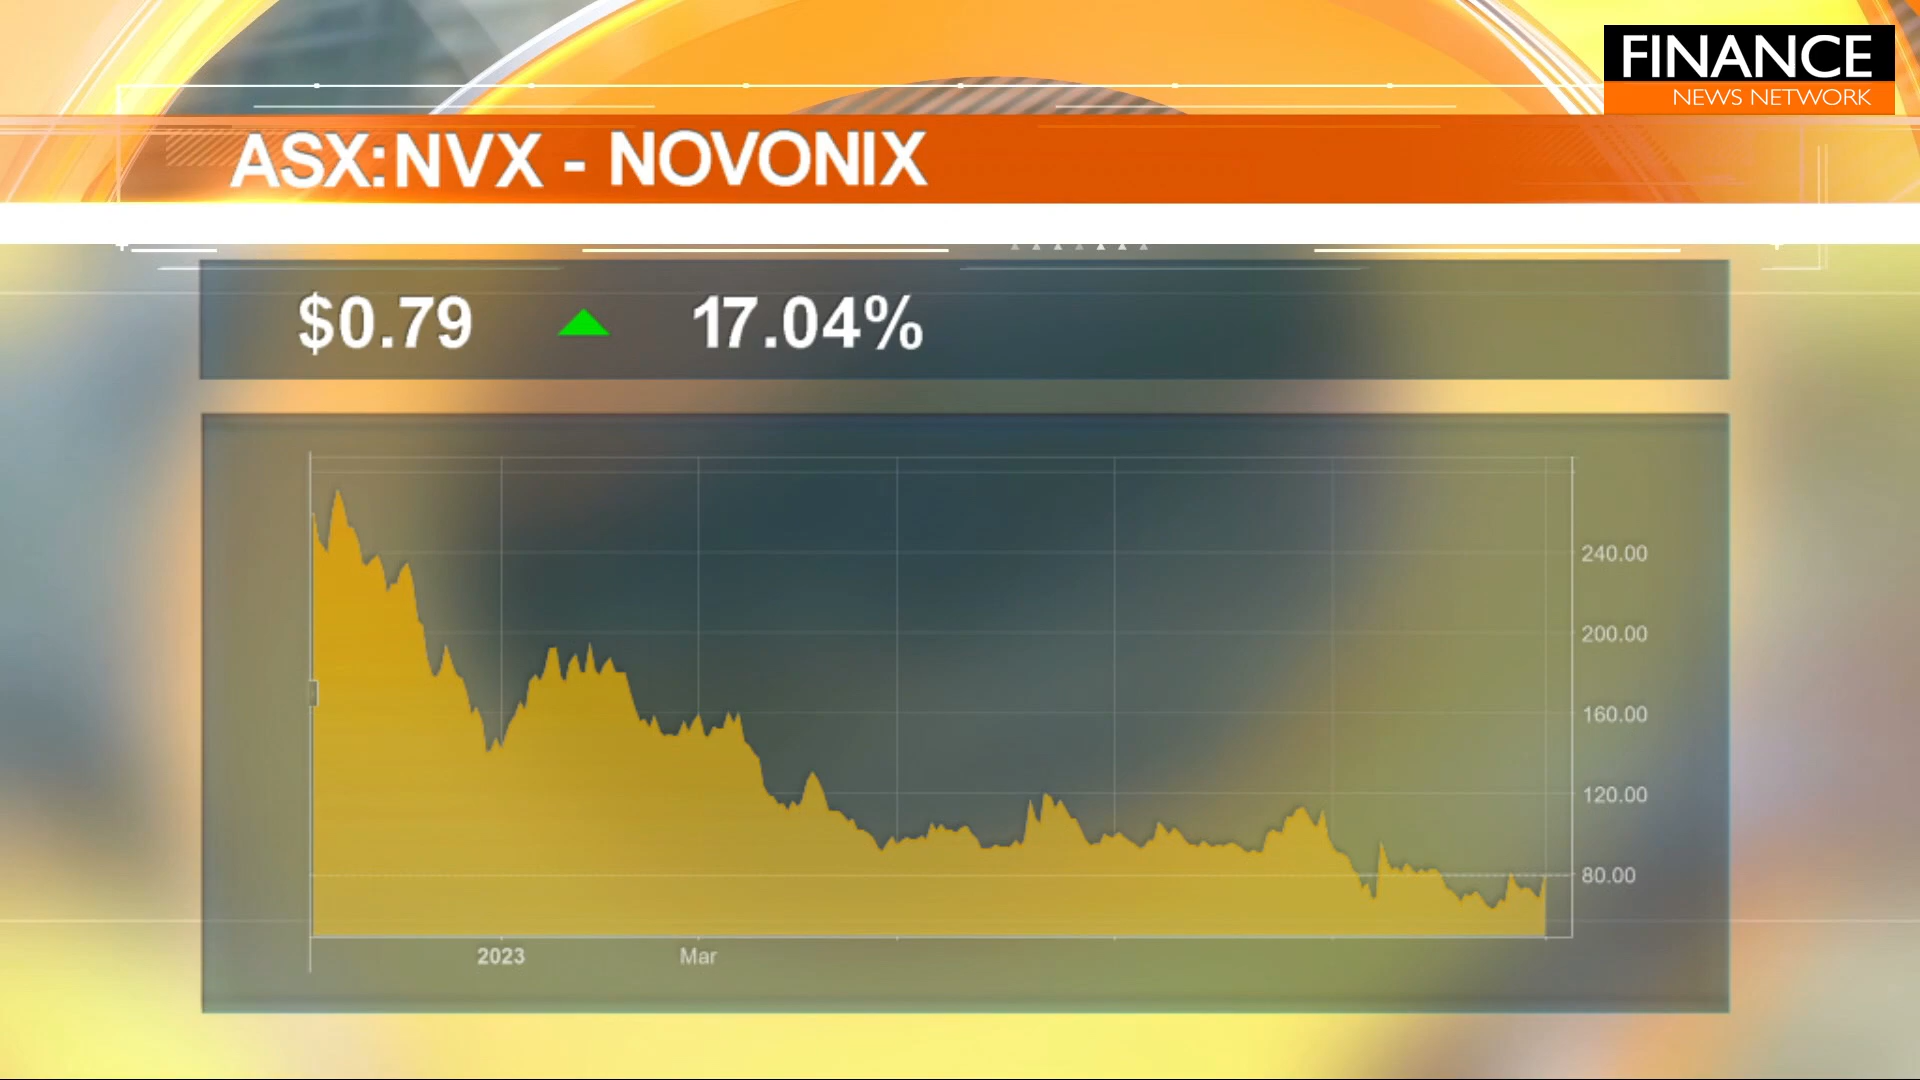 FINANCE
NEWS NETWORK
ASX:NVX - NOVONIX
$0.79 17.04%
240.00
200.00
160.00
120.00
80.00
2023 Mar